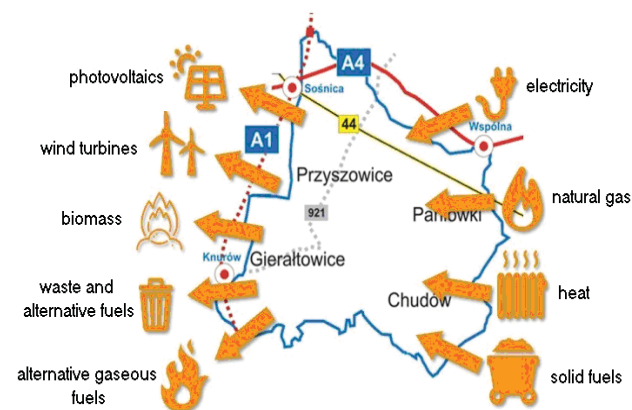 photovoltaics
wind turbines
biomass
waste and
alternative fuels
alternative gaseous
fuels
A4
Sośnica
44
A1
Wspólna
Przyszowice
921
Paniówki
Knurów
Gierałtowice
Chudów
electricity
natural gas
heat
solid fuels